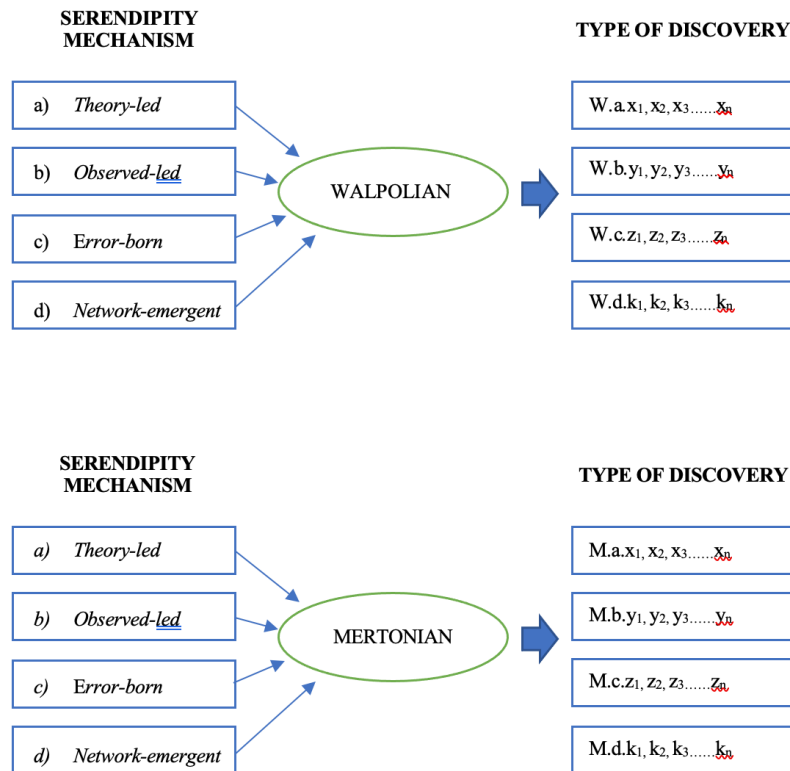 SERENDIPITY
MECHANISM
TYPE OF DISCOVERY
a) Theory-led
W.a.x₁, x₂, x₃......xₙ
b) Observed-led
W.b.y₁, y₂, y₃......yₙ
WALPOLIAN
c) Error-born
W.c.z₁, z₂, z₃......zₙ
d) Network-emergent
W.d.k₁, k₂, k₃......kₙ
SERENDIPITY
MECHANISM
TYPE OF DISCOVERY
a) Theory-led
M.a.x₁, x₂, x₃......xₙ
b) Observed-led
M.b.y₁, y₂, y₃......yₙ
MERTONIAN
c) Error-born
M.c.z₁, z₂, z₃......zₙ
d) Network-emergent
M.d.k₁, k₂, k₃......kₙ